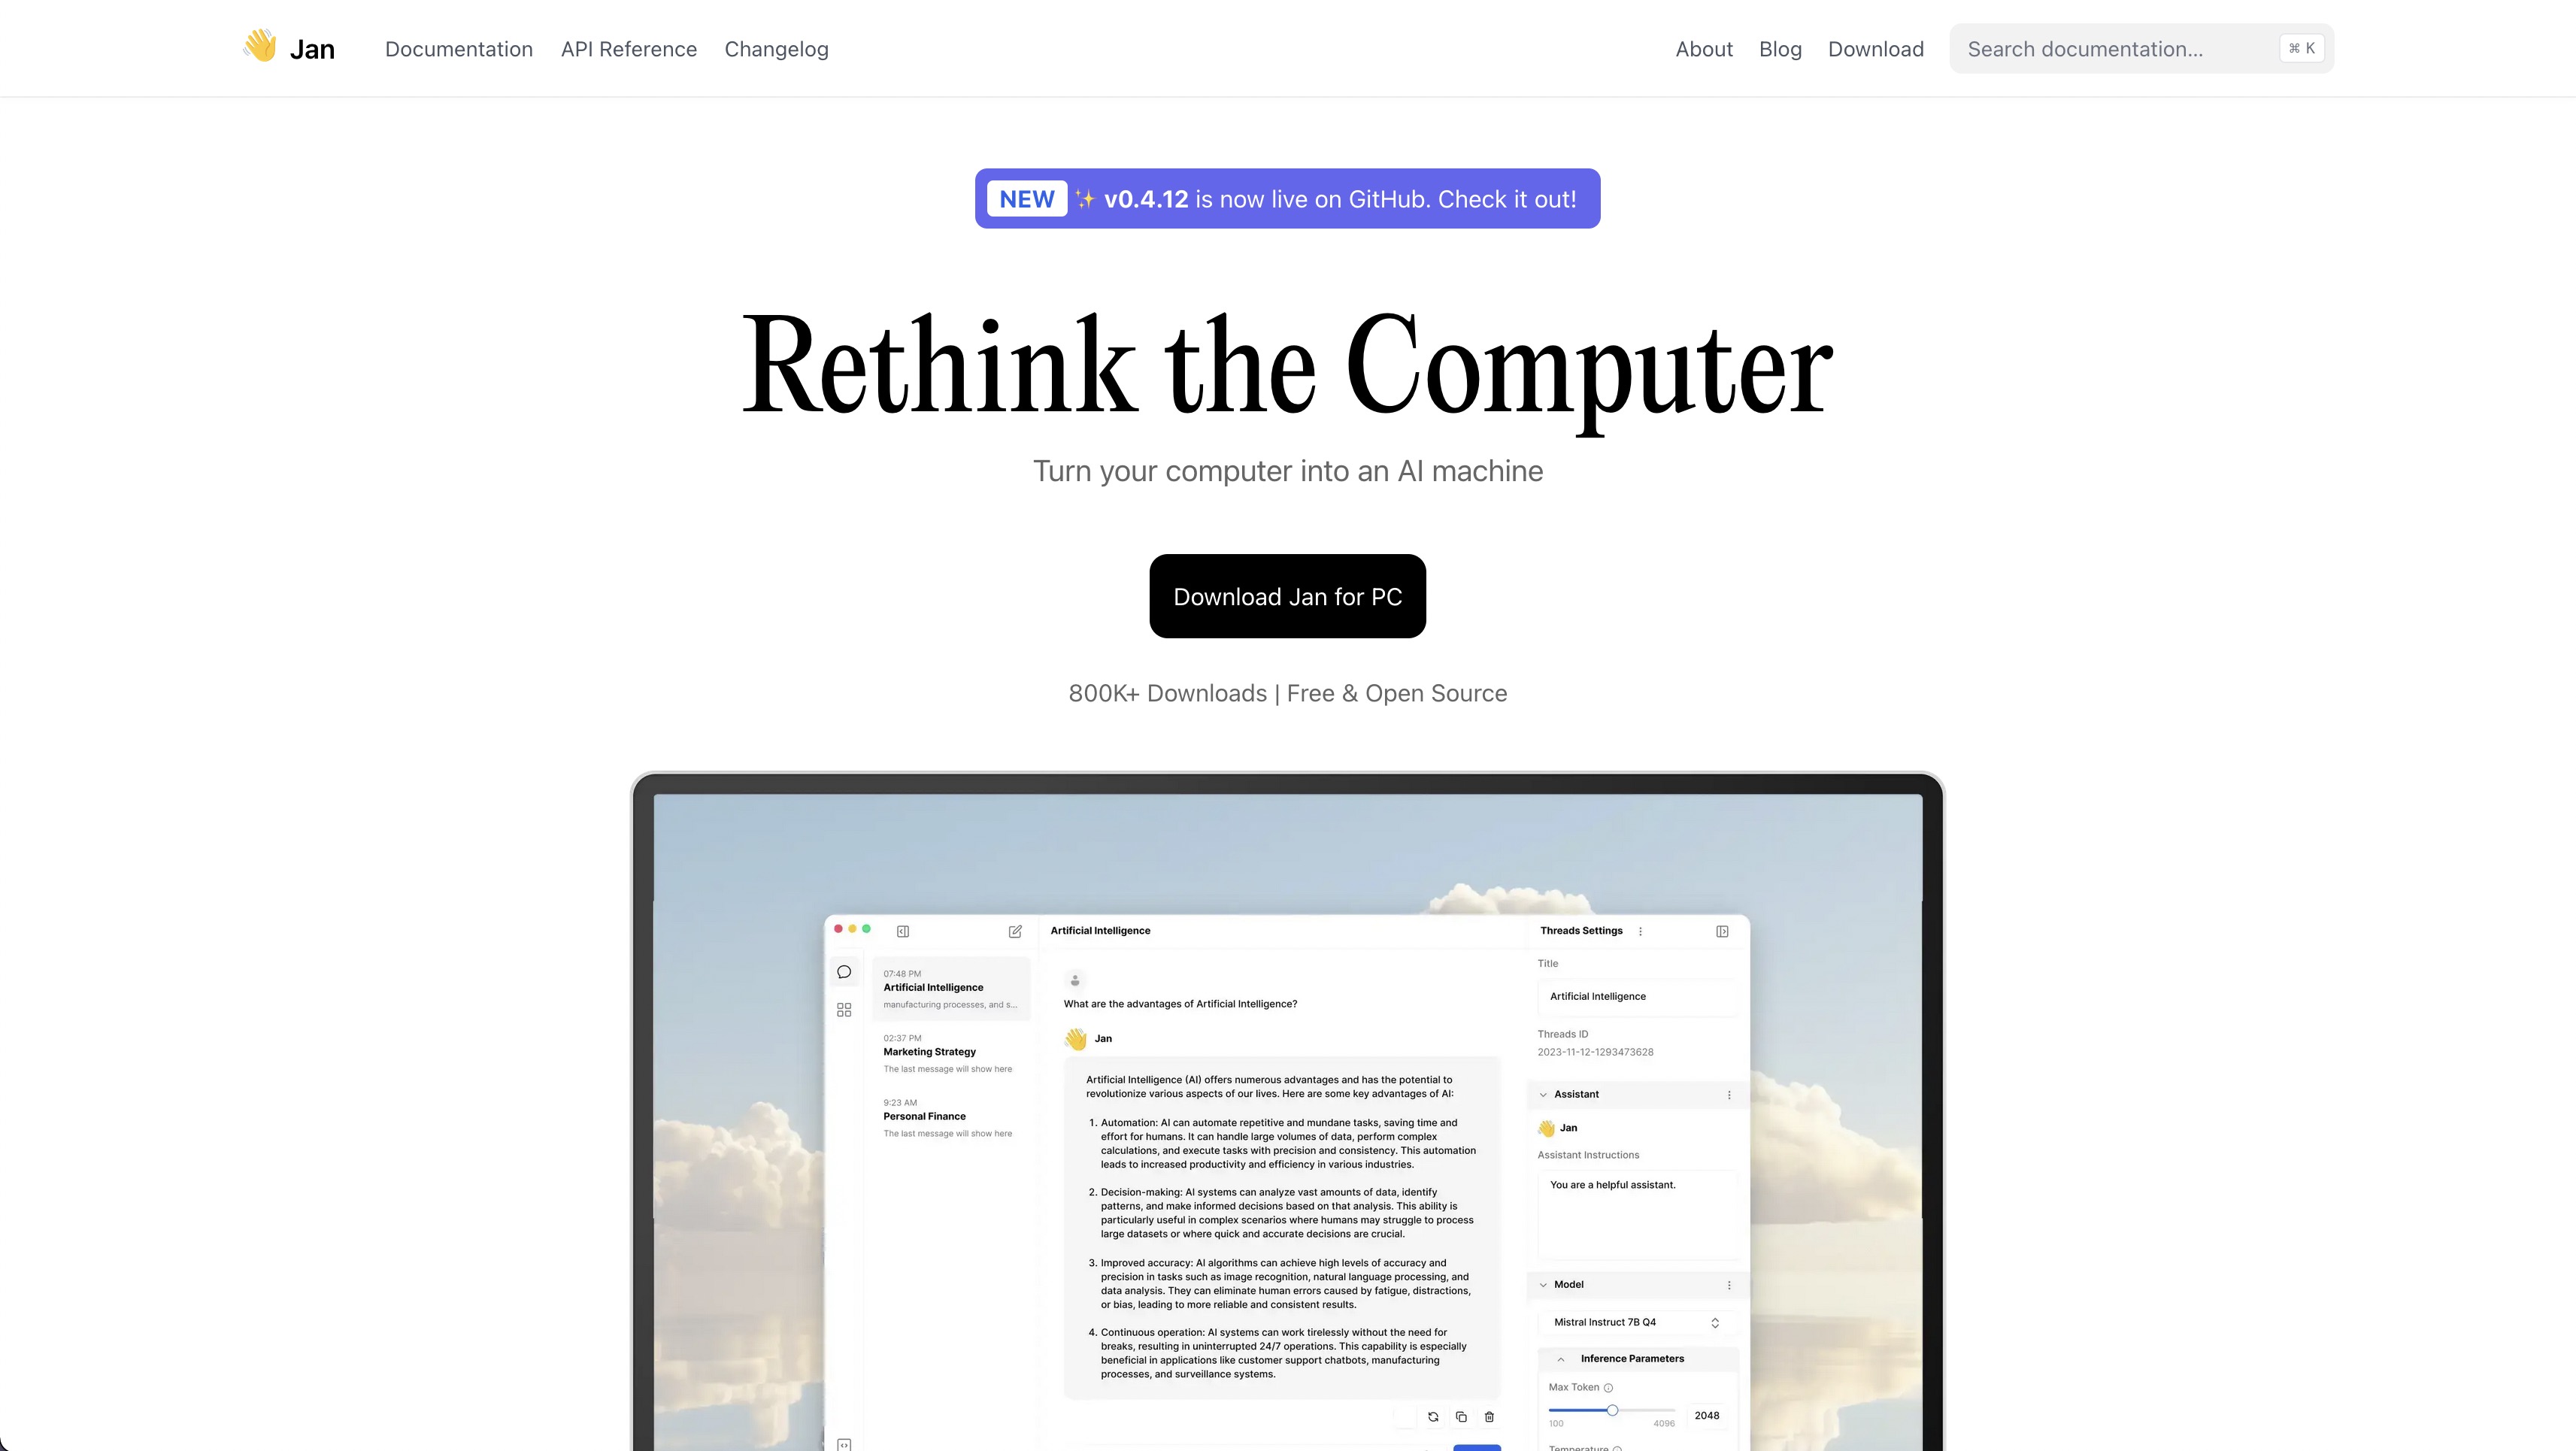 👋 Jan
Documentation
API Reference
Changelog
About
Blog
Download
Search documentation...
⌘ K
NEW ✨ v0.4.12 is now live on GitHub. Check it out!
Rethink the Computer
Turn your computer into an AI machine
Download Jan for PC
800K+ Downloads | Free & Open Source
07:48 PM
Artificial Intelligence
manufacturing processes, and s...
02:37 PM
Marketing Strategy
The last message will show here
9:23 AM
Personal Finance
The last message will show here
Artificial Intelligence
What are the advantages of Artificial Intelligence?
Jan
Artificial Intelligence (AI) offers numerous advantages and has the potential to
revolutionize various aspects of our lives. Here are some key advantages of AI:
1. Automation: AI can automate repetitive and mundane tasks, saving time and
effort for humans. It can handle large volumes of data, perform complex
calculations, and execute tasks with precision and consistency. This automation
leads to increased productivity and efficiency in various industries.
2. Decision-making: AI systems can analyze vast amounts of data, identify
patterns, and make informed decisions based on that analysis. This ability is
particularly useful in complex scenarios where humans may struggle to process
large datasets or where quick and accurate decisions are crucial.
3. Improved accuracy: AI algorithms can achieve high levels of accuracy and
precision in tasks such as image recognition, natural language processing, and
data analysis. They can eliminate human errors caused by fatigue, distractions,
or bias, leading to more reliable and consistent results.
4. Continuous operation: AI systems can work tirelessly without the need for
breaks, resulting in uninterrupted 24/7 operations. This capability is especially
beneficial in applications like customer support chatbots, manufacturing
processes, and surveillance systems.
Threads Settings
Title
Artificial Intelligence
Threads ID
2023-11-12-1293473628
Assistant
Jan
Assistant Instructions
You are a helpful assistant.
Model
Mistral Instruct 7B Q4
Inference Parameters
Max Token
2048
100
4096
Temperature